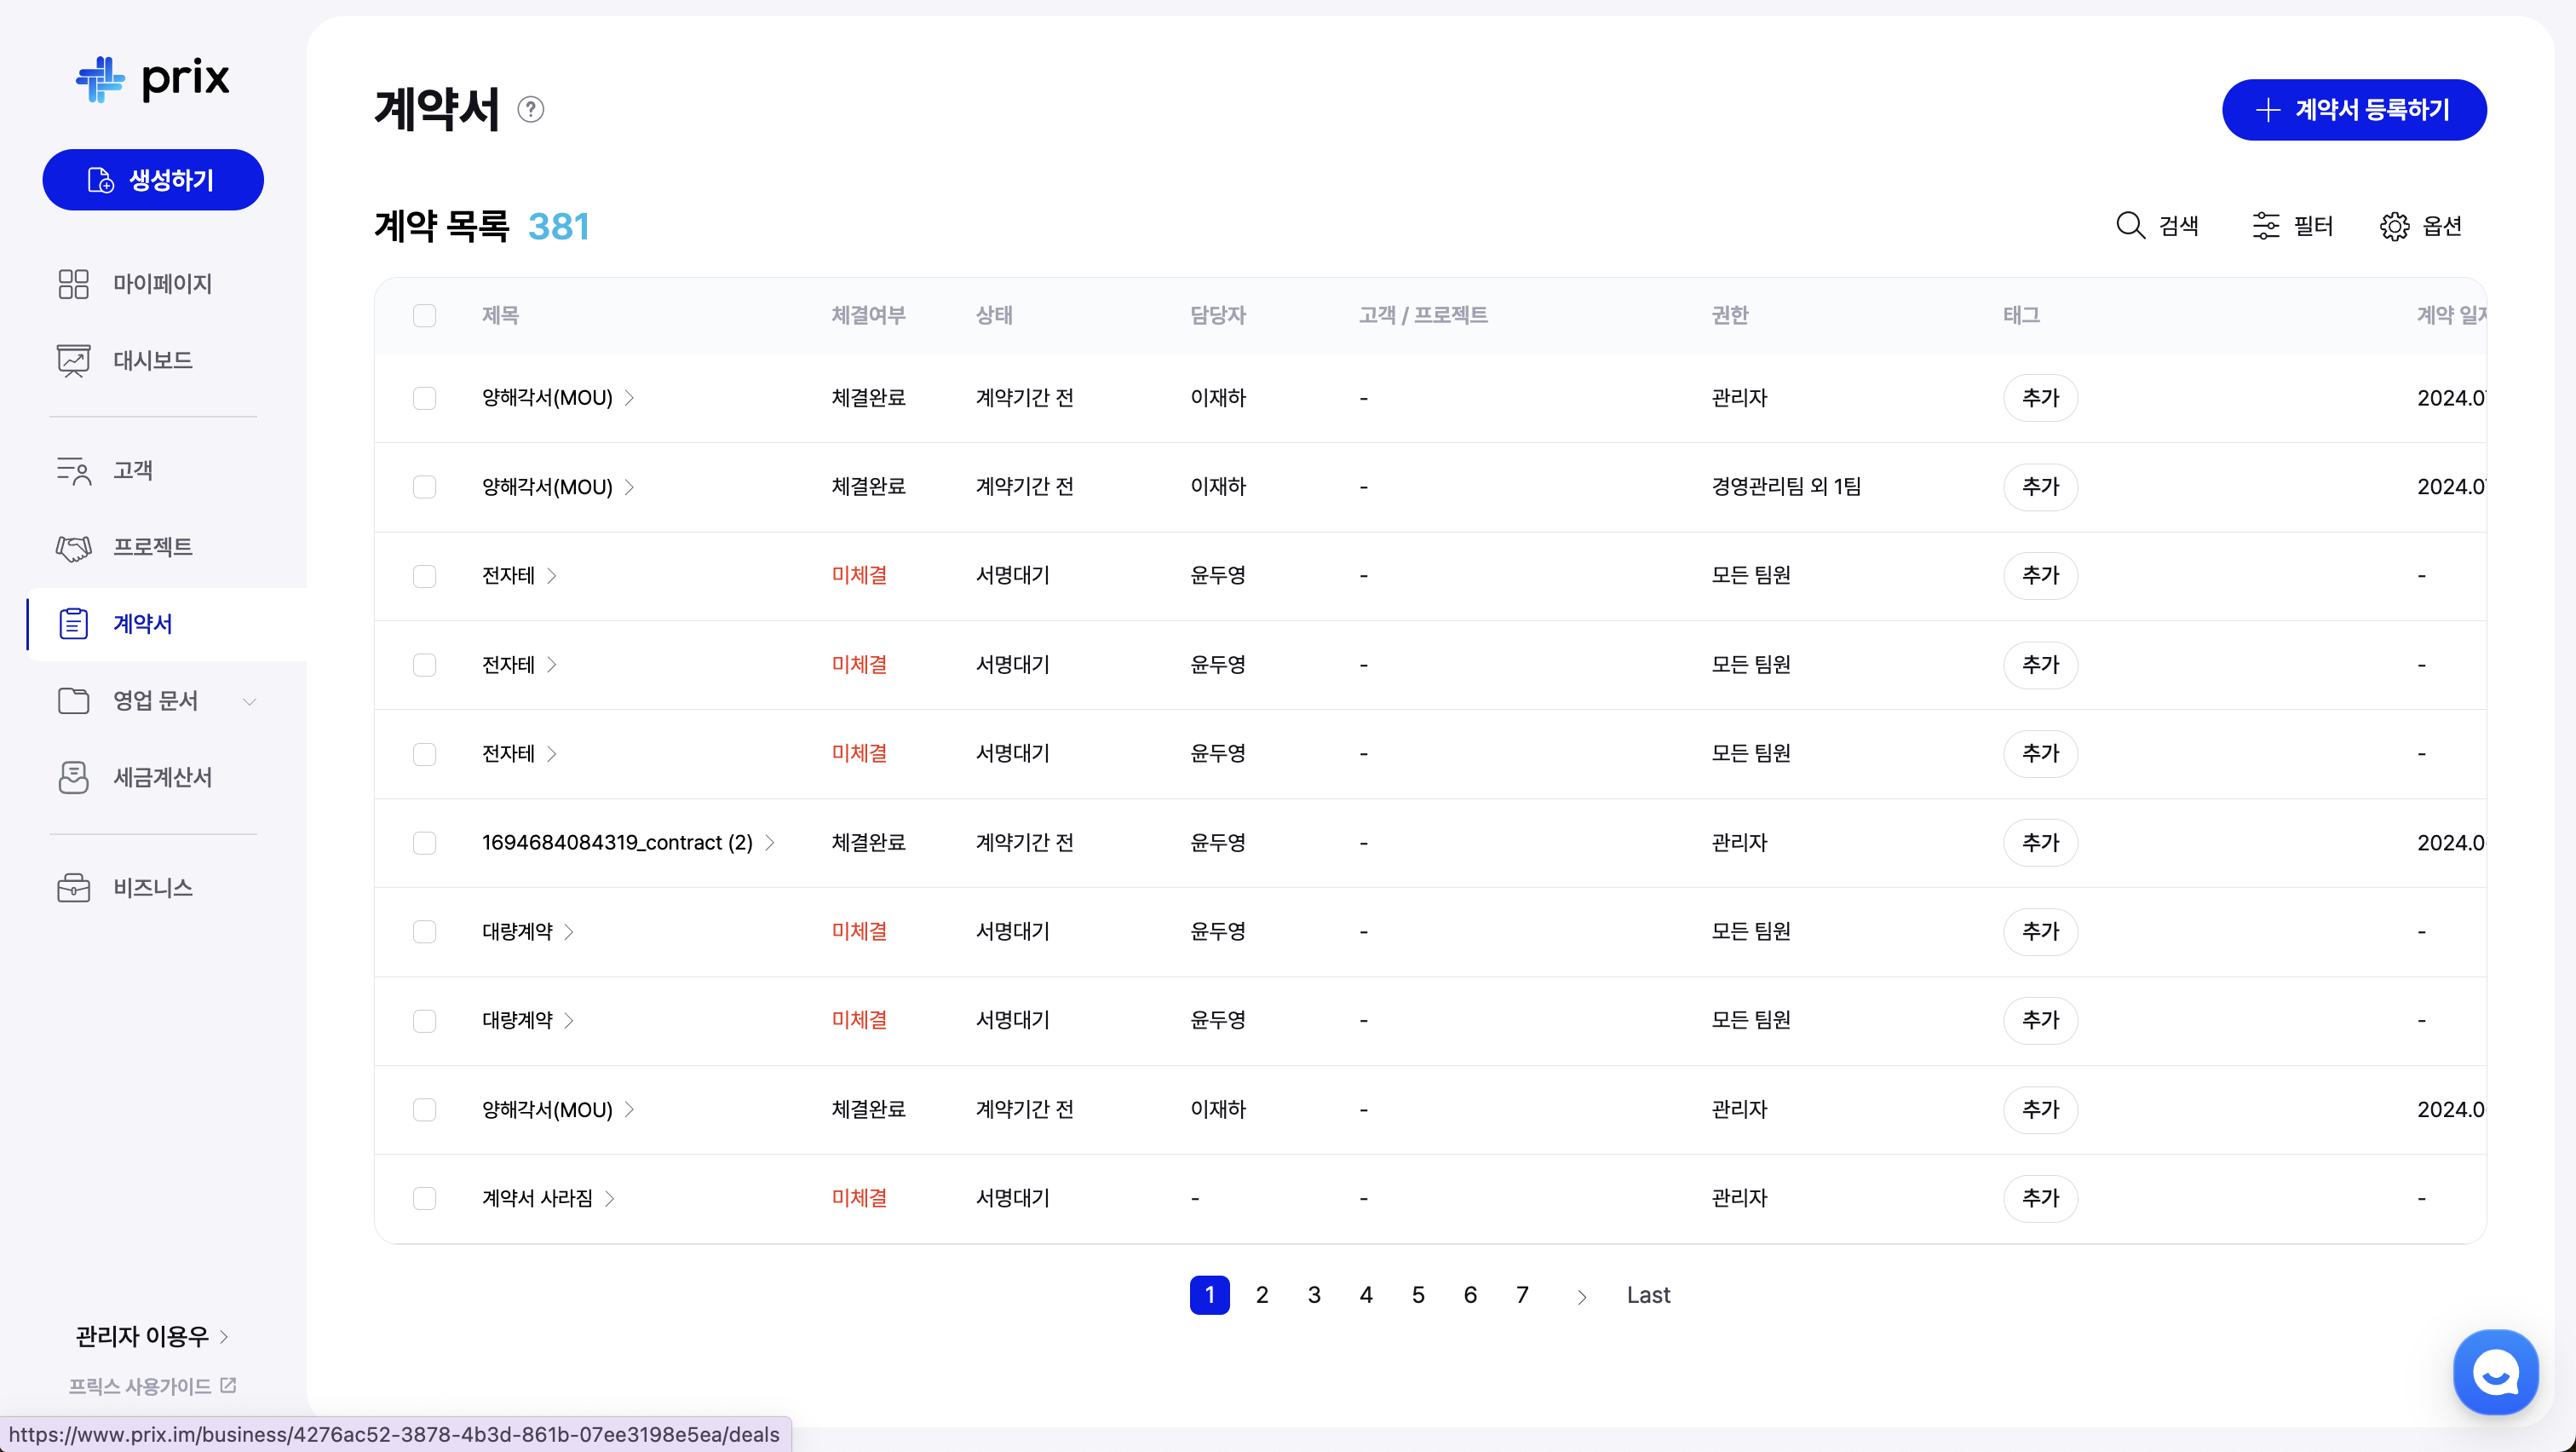 prix
생성하기
마이페이지
대시보드
고객
프로젝트
계약서
영업 문서
세금계산서
비즈니스
관리자 이용우
프릭스 사용가이드
계약서 ?
계약서 등록하기
계약 목록 381
검색 필터 옵션
제목 체결여부 상태 담당자 고객 / 프로젝트 권한 태그 계약 일
양해각서(MOU) 체결완료 계약기간 전 이재하 - 관리자 추가 2024.0
양해각서(MOU) 체결완료 계약기간 전 이재하 - 경영관리팀 외 1팀 추가 2024.0
전자테 미체결 서명대기 윤두영 - 모든 팀원 추가 -
전자테 미체결 서명대기 윤두영 - 모든 팀원 추가 -
전자테 미체결 서명대기 윤두영 - 모든 팀원 추가 -
1694684084319_contract (2) 체결완료 계약기간 전 윤두영 - 관리자 추가 2024.0
대량계약 미체결 서명대기 윤두영 - 모든 팀원 추가 -
대량계약 미체결 서명대기 윤두영 - 모든 팀원 추가 -
양해각서(MOU) 체결완료 계약기간 전 이재하 - 관리자 추가 2024.0
계약서 사라짐 미체결 서명대기 - - 관리자 추가 -
1 2 3 4 5 6 7 > Last
https://www.prix.im/business/4276ac52-3878-4b3d-861b-07ee3198e5ea/deals